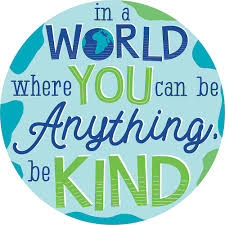 in a
WORLD
where YOU can be
Anything.
be KIND